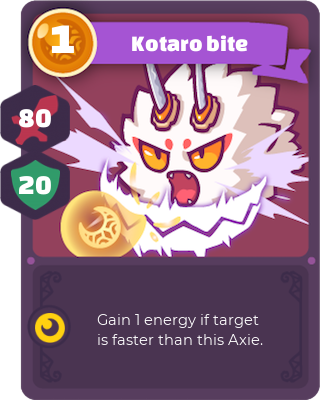 1
Kotaro bite
80
20
Gain 1 energy if target
is faster than this Axie.